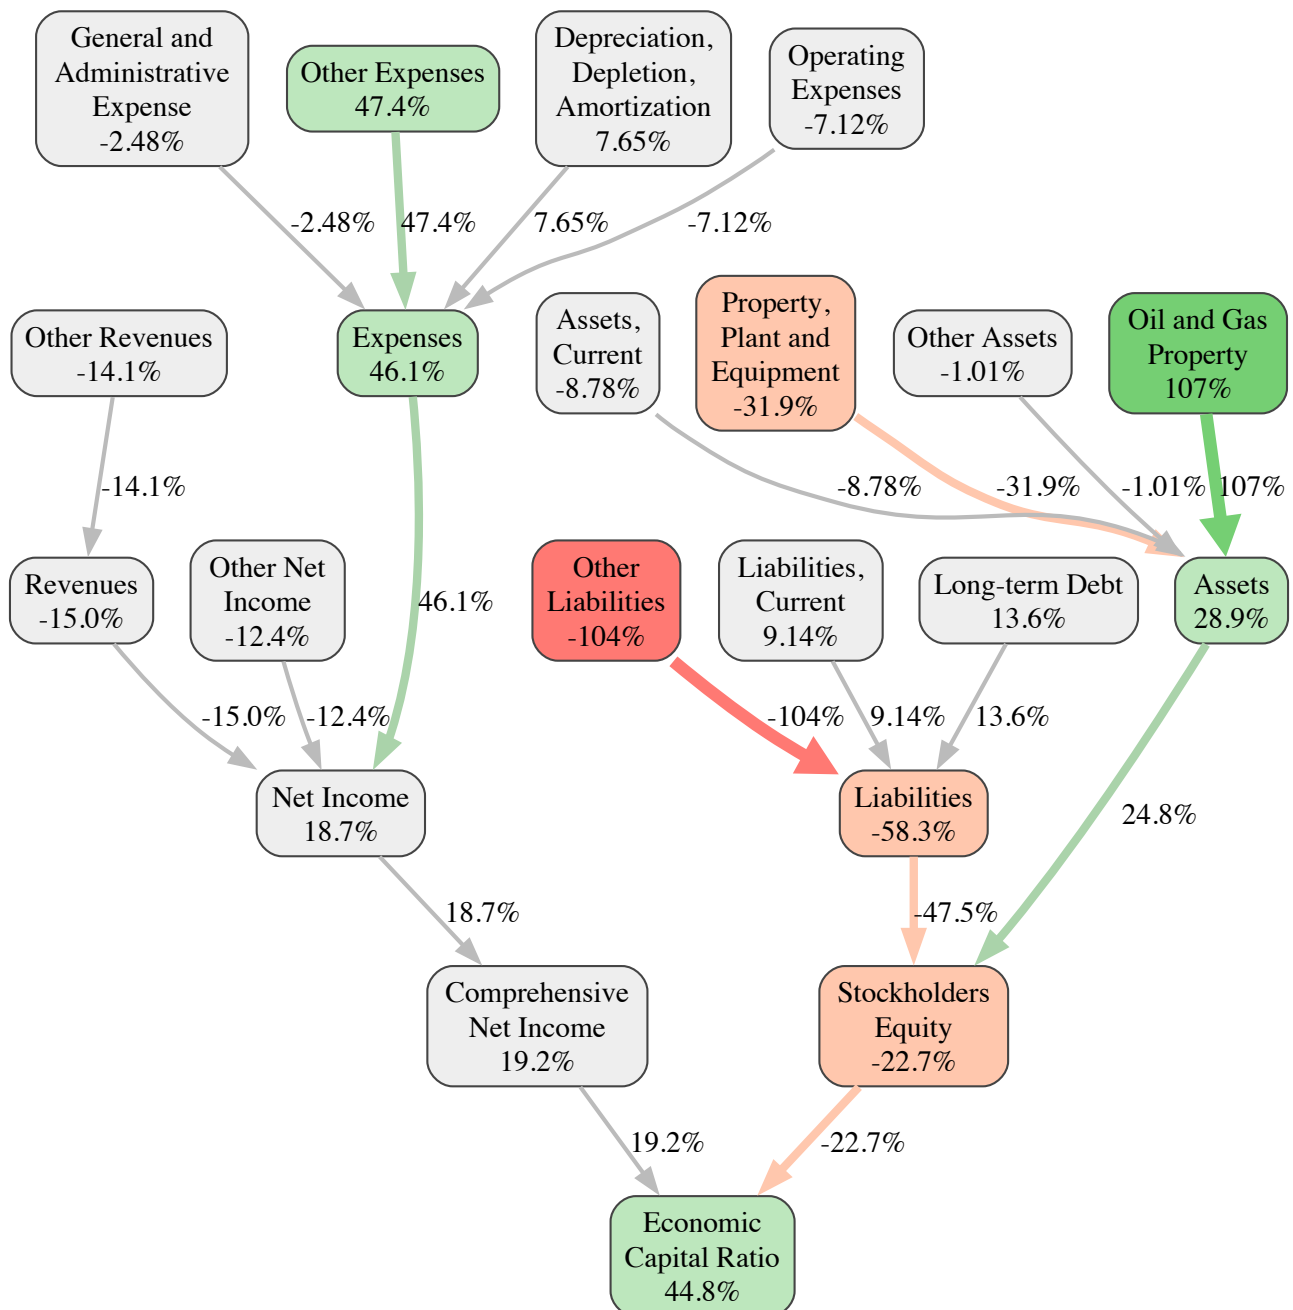 General and
Administrative
Expense
-2.48%
Other Expenses
47.4%
Depreciation,
Depletion,
Amortization
7.65%
Operating
Expenses
-7.12%
-2.48%
47.4%
7.65%
-7.12%
Other Revenues
-14.1%
Expenses
46.1%
Assets,
Current
-8.78%
Property,
Plant and
Equipment
-31.9%
Other Assets
-1.01%
Oil and Gas
Property
107%
-14.1%
-8.78%
-31.9%
-1.01%
107%
Revenues
-15.0%
Other Net
Income
-12.4%
46.1%
Other
Liabilities
-104%
Liabilities,
Current
9.14%
Long-term Debt
13.6%
Assets
28.9%
-15.0%
-12.4%
-104%
9.14%
13.6%
Net Income
18.7%
Liabilities
-58.3%
24.8%
18.7%
-47.5%
Comprehensive
Net Income
19.2%
Stockholders
Equity
-22.7%
19.2%
-22.7%
Economic
Capital Ratio
44.8%